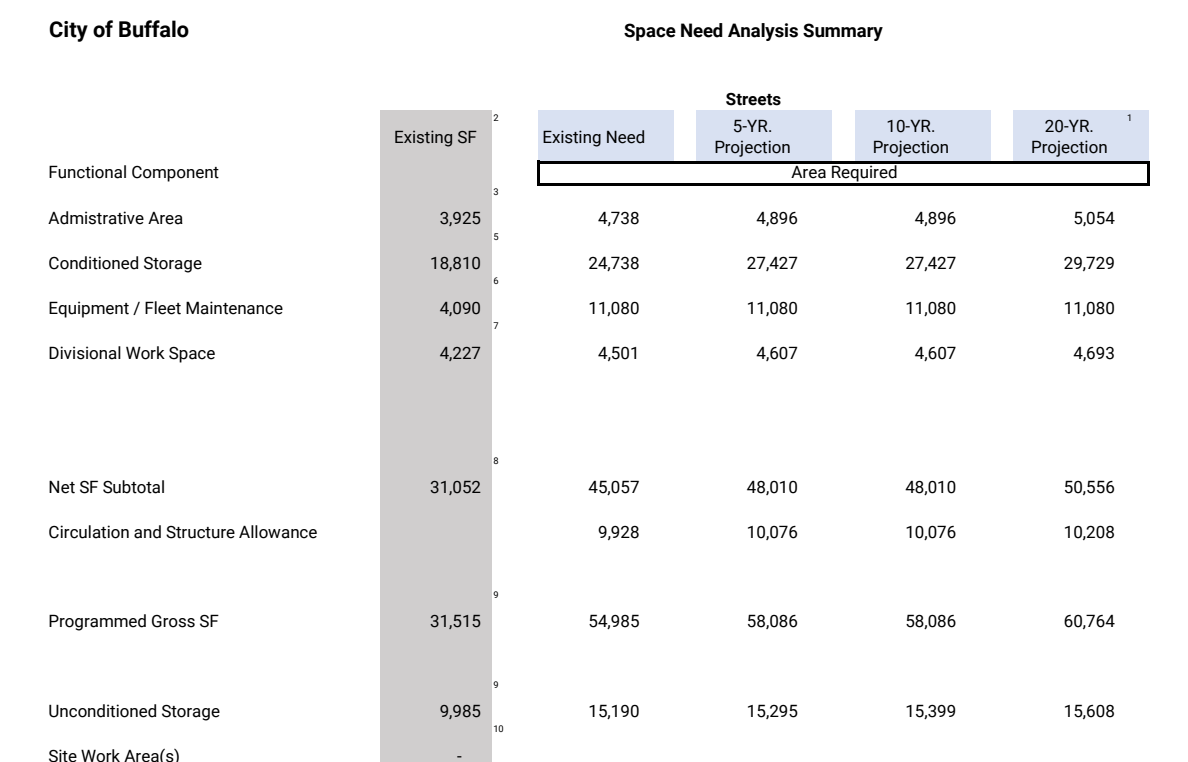 City of Buffalo Space Need Analysis Summary
Streets
2 1
Existing SF Existing Need 5-YR. Projection 10-YR. Projection 20-YR. Projection
Functional Component Area Required
3
Admistrative Area 3,925 4,738 4,896 4,896 5,054
5
Conditioned Storage 18,810 24,738 27,427 27,427 29,729
6
Equipment / Fleet Maintenance 4,090 11,080 11,080 11,080 11,080
7
Divisional Work Space 4,227 4,501 4,607 4,607 4,693
8
Net SF Subtotal 31,052 45,057 48,010 48,010 50,556
Circulation and Structure Allowance 9,928 10,076 10,076 10,208
9
Programmed Gross SF 31,515 54,985 58,086 58,086 60,764
9
Unconditioned Storage 9,985 15,190 15,295 15,399 15,608
10
Site Work Area(s) -